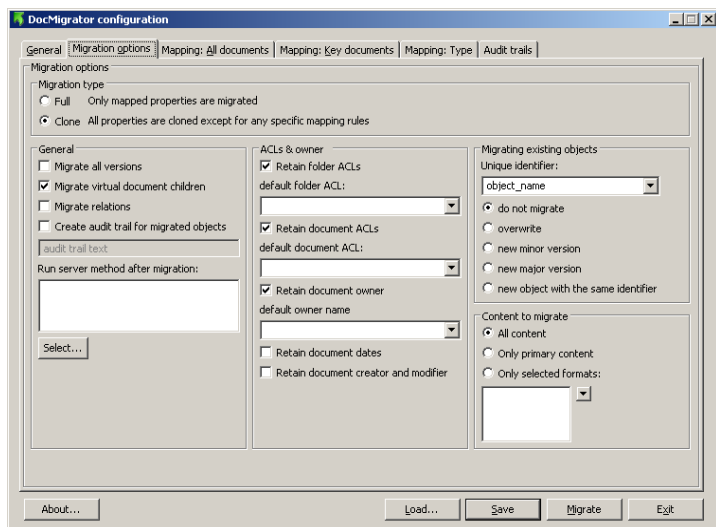 DocMigrator configuration
General
Migration options
Mapping: All documents
Mapping: Key documents
Mapping: Type
Audit trails
Migration options
Migration type
Full Only mapped properties are migrated
Clone All properties are cloned except for any specific mapping rules
General
Migrate all versions
Migrate virtual document children
Migrate relations
Create audit trail for migrated objects
audit trail text
Run server method after migration:
Select...
ACLs & owner
Retain folder ACLs
default folder ACL:
Retain document ACLs
default document ACL:
Retain document owner
default owner name
Retain document dates
Retain document creator and modifier
Migrating existing objects
Unique identifier:
object_name
do not migrate
overwrite
new minor version
new major version
new object with the same identifier
Content to migrate
All content
Only primary content
Only selected formats:
About...
Load...
Save
Migrate
Exit